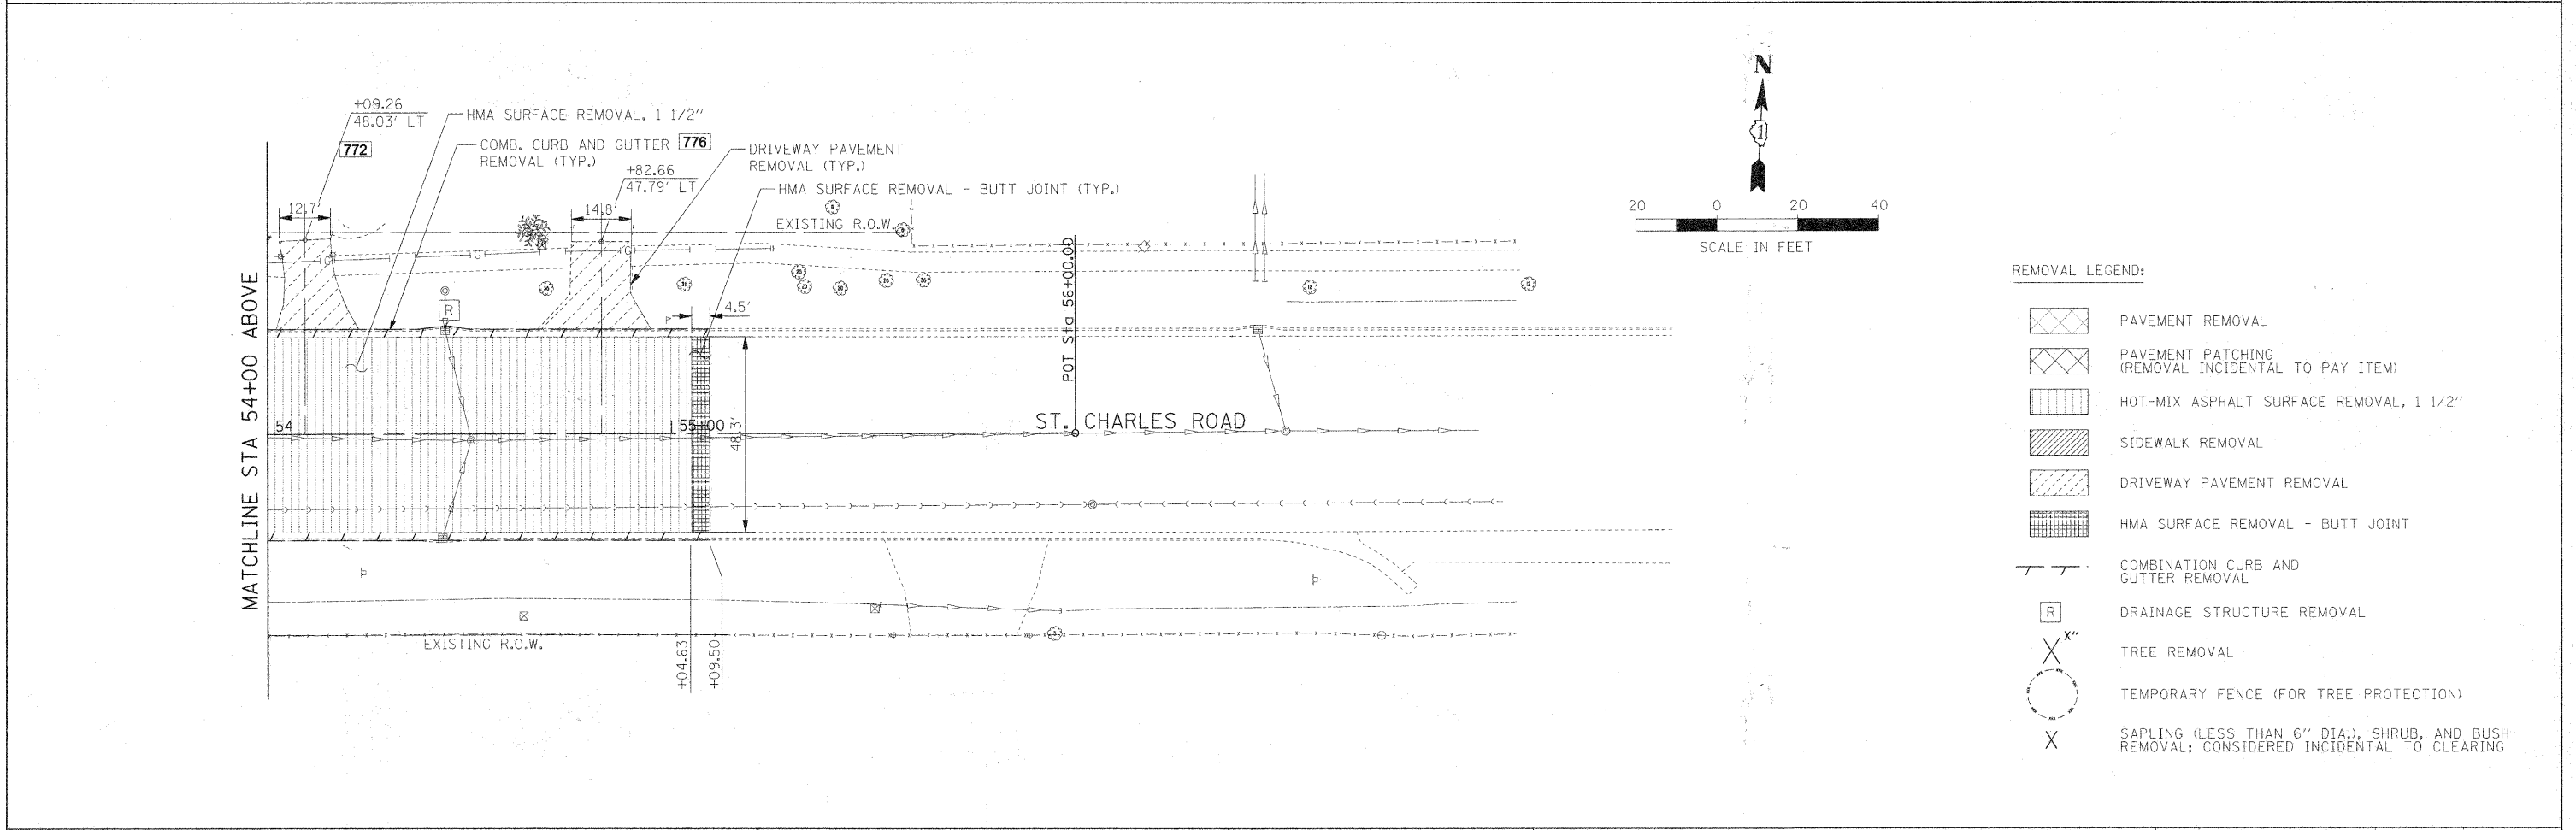 +09.26
48.03' LT
772
HMA SURFACE REMOVAL, 1 1/2"
COMB. CURB AND GUTTER 776
REMOVAL (TYP.)
DRIVEWAY PAVEMENT
REMOVAL (TYP.)
+82.66
47.79' LT
HMA SURFACE REMOVAL - BUTT JOINT (TYP.)
12.7'
14.8'
EXISTING R.O.W.
G
G
G
R
4.5'
POT Sta 56+00.00
MATCHLINE STA 54+00 ABOVE
54
55+00
48.3'
ST. CHARLES ROAD
EXISTING R.O.W.
+04.63
+09.50
N
1
20 0 20 40
SCALE IN FEET
REMOVAL LEGEND:
PAVEMENT REMOVAL
PAVEMENT PATCHING
(REMOVAL INCIDENTAL TO PAY ITEM)
HOT-MIX ASPHALT SURFACE REMOVAL, 1 1/2"
SIDEWALK REMOVAL
DRIVEWAY PAVEMENT REMOVAL
HMA SURFACE REMOVAL - BUTT JOINT
COMBINATION CURB AND
GUTTER REMOVAL
R DRAINAGE STRUCTURE REMOVAL
X" TREE REMOVAL
TEMPORARY FENCE (FOR TREE PROTECTION)
X SAPLING (LESS THAN 6" DIA.), SHRUB, AND BUSH
REMOVAL; CONSIDERED INCIDENTAL TO CLEARING